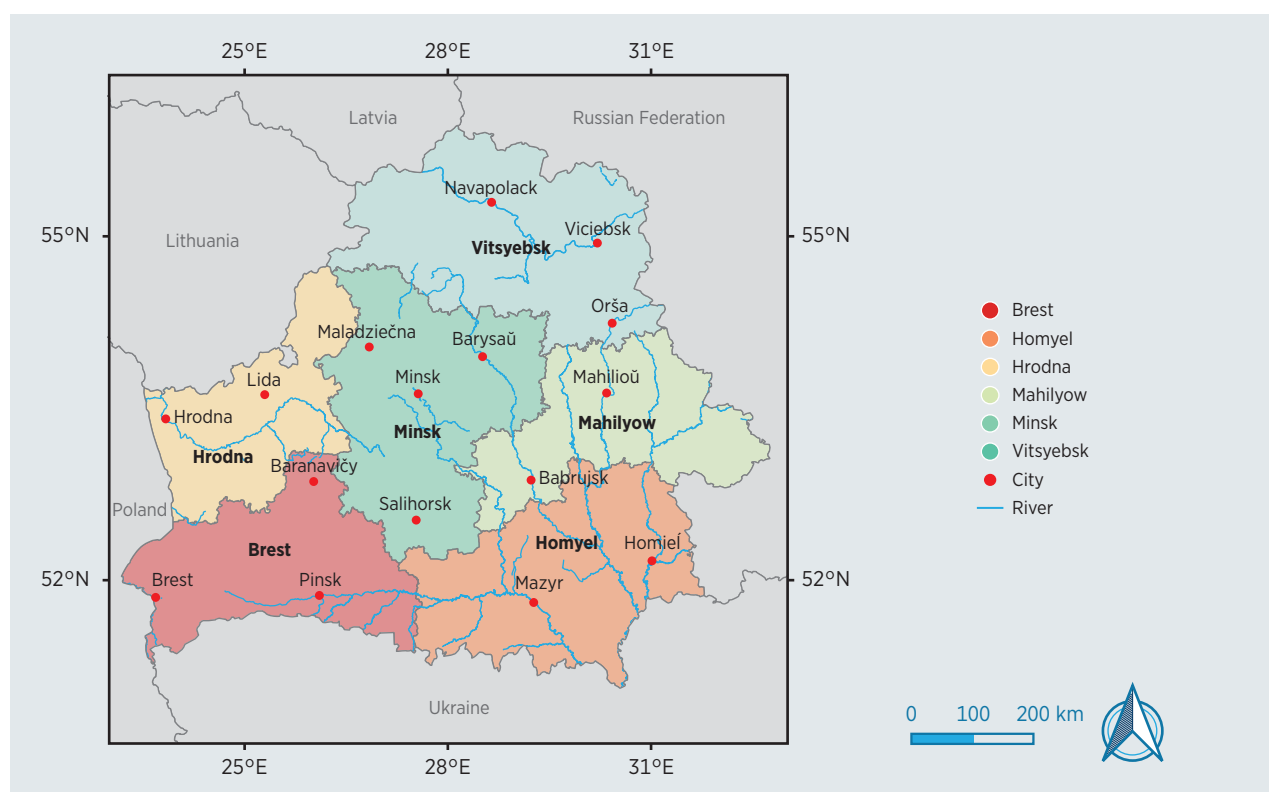 25°E 28°E 31°E
Latvia Russian Federation
Navapolack
Viciebsk
55°N 55°N
Lithuania
Vitsyebsk
Orša
Maladziečna
Barysaŭ
Lida
Minsk
Mahilioŭ
Hrodna
Minsk
Mahilyow
Hrodna
Baranavičy
Babrujsk
Poland
Salihorsk
Brest
Homyel
Homieĺ
Brest
Pinsk
Mazyr
52°N 52°N
Ukraine
25°E 28°E 31°E
Brest
Homyel
Hrodna
Mahilyow
Minsk
Vitsyebsk
City
River
0 100 200 km